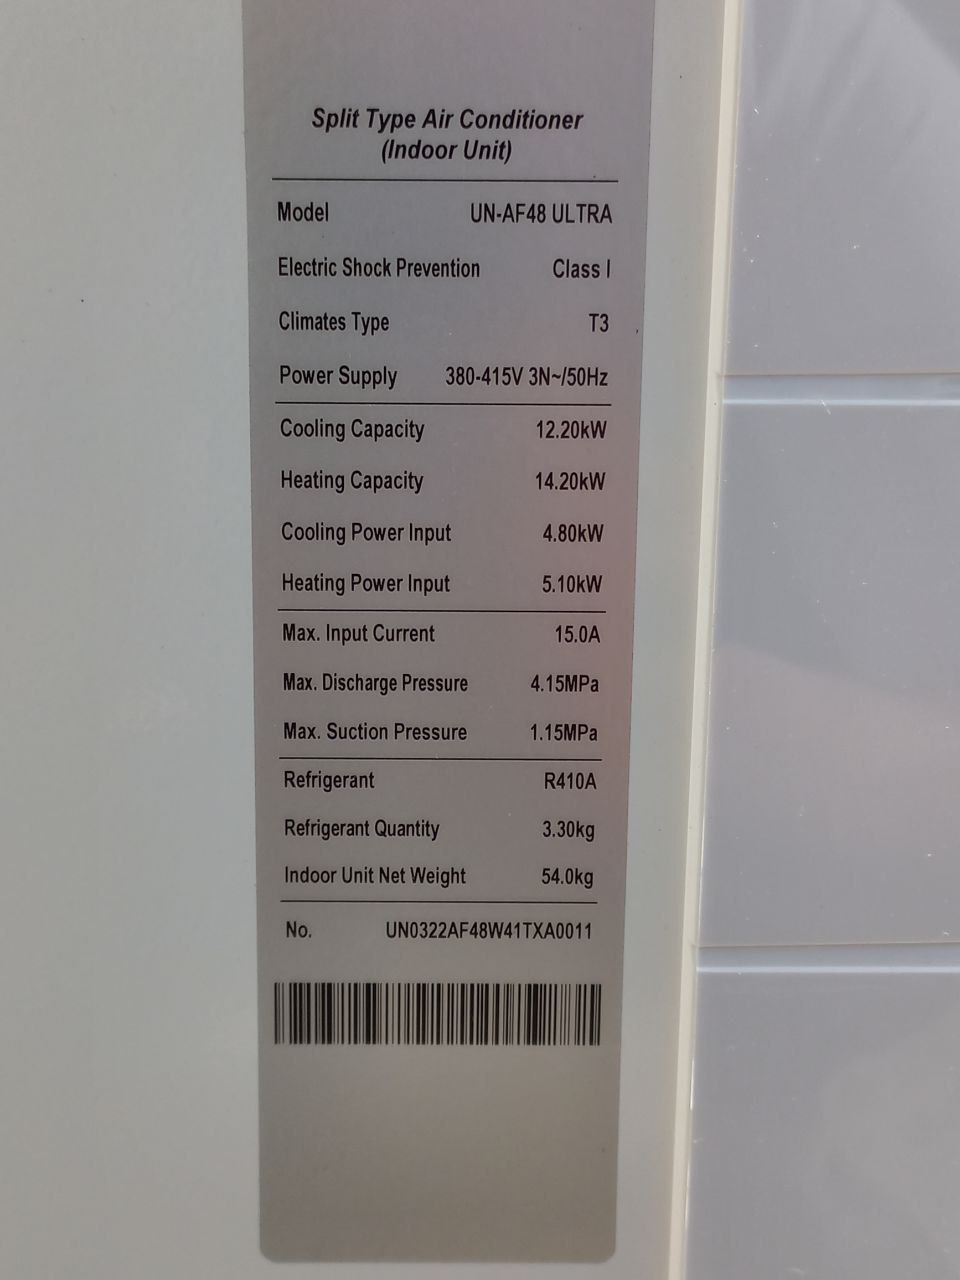 Split Type Air Conditioner
(Indoor Unit)
Model UN-AF48 ULTRA
Electric Shock Prevention Class I
Climates Type T3
Power Supply 380-415V 3N~/50Hz
Cooling Capacity 12.20kW
Heating Capacity 14.20kW
Cooling Power Input 4.80kW
Heating Power Input 5.10kW
Max. Input Current 15.0A
Max. Discharge Pressure 4.15MPa
Max. Suction Pressure 1.15MPa
Refrigerant R410A
Refrigerant Quantity 3.30kg
Indoor Unit Net Weight 54.0kg
No. UN0322AF48W41TXA0011